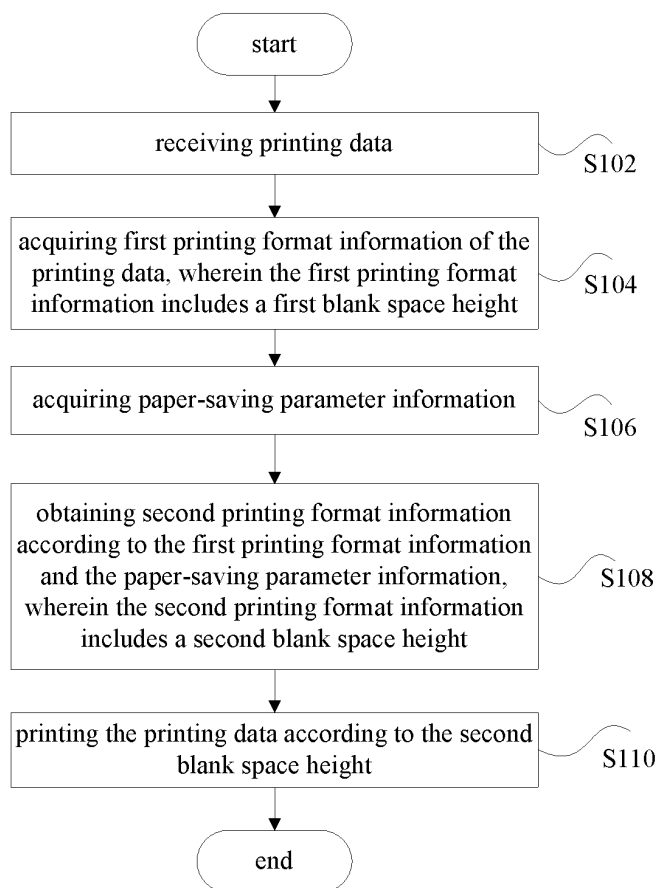 start
receiving printing data
S102
acquiring first printing format information of the
printing data, wherein the first printing format
information includes a first blank space height
S104
acquiring paper-saving parameter information
S106
obtaining second printing format information
according to the first printing format information
and the paper-saving parameter information,
wherein the second printing format information
includes a second blank space height
S108
printing the printing data according to the second
blank space height
S110
end